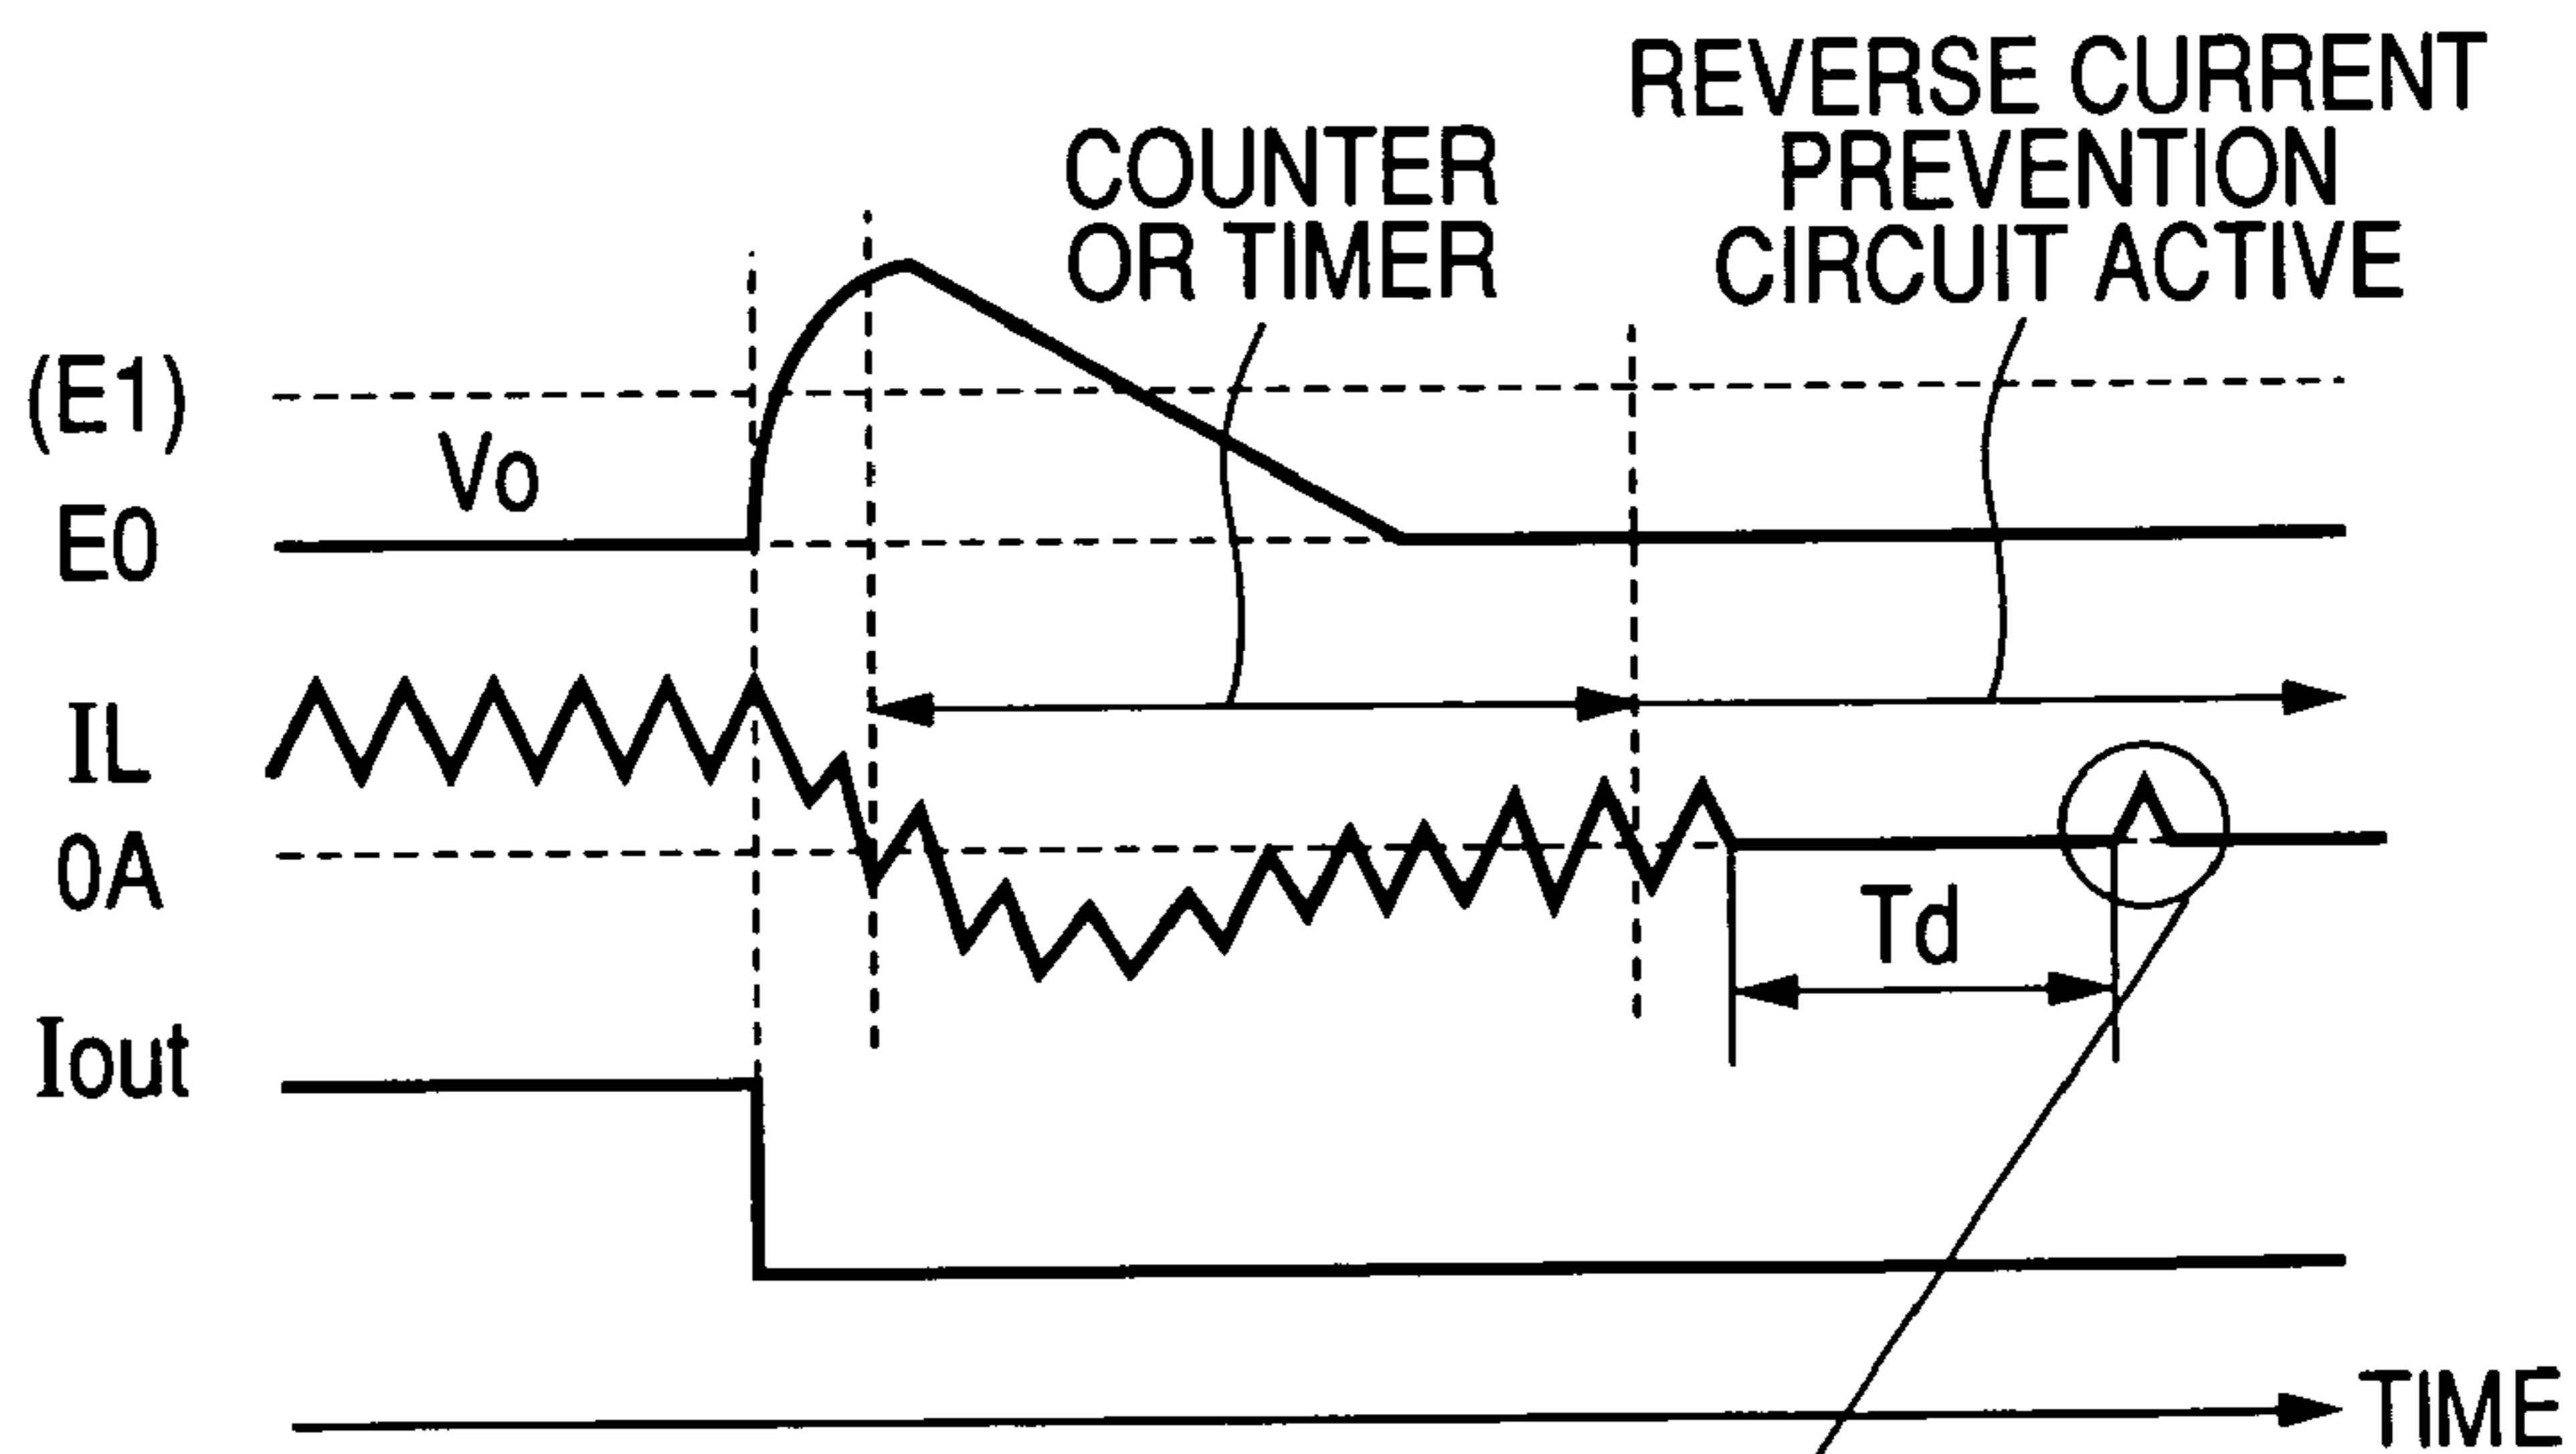 REVERSE CURRENT
PREVENTION
CIRCUIT ACTIVE
COUNTER
OR TIMER
(E1)
Vo
E0
IL
0A
Td
Iout
TIME